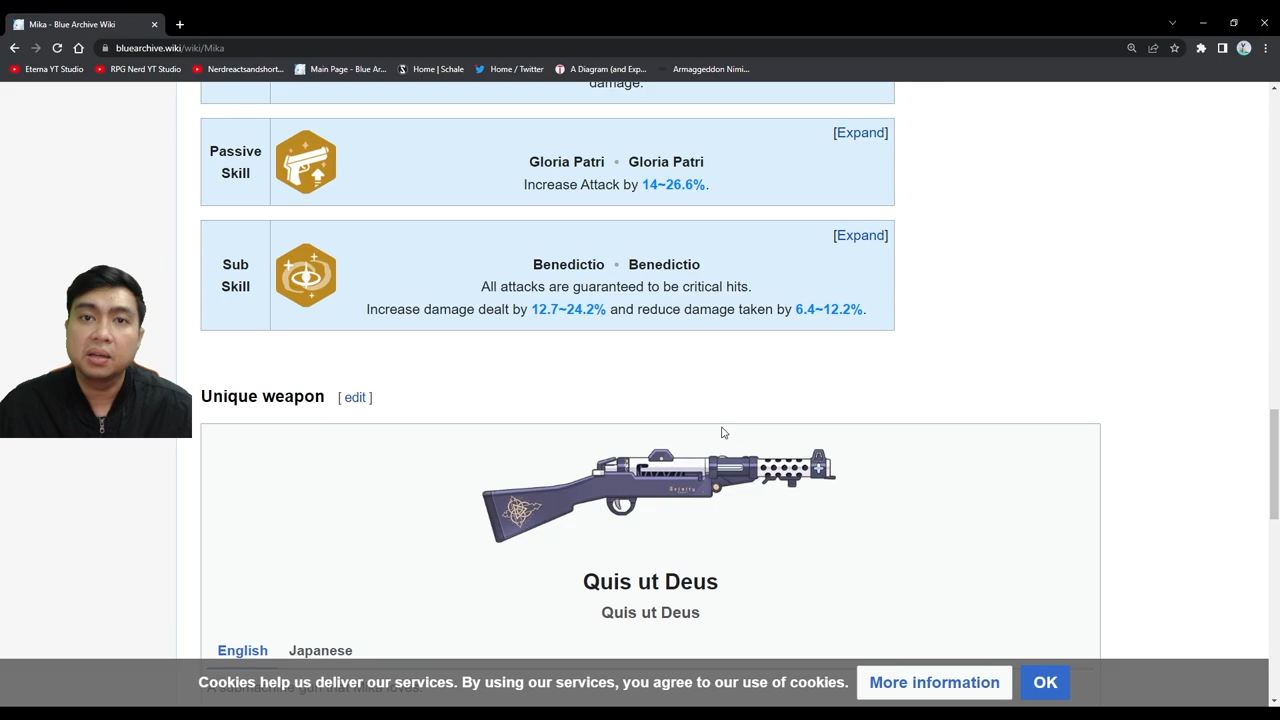 Mika - Blue Archive Wiki
bluearchive.wiki/wiki/Mika
Eterna YT Studio
RPG Nerd YT Studio
Nerdreactsandshort...
Main Page - Blue Ar...
Home | Schale
Home / Twitter
A Diagram (and Exp...
Armaggeddon Nimi...
damage.
[Expand]
Passive
Skill
Gloria Patri • Gloria Patri
Increase Attack by 14~26.6%.
[Expand]
Sub
Skill
Benedictio • Benedictio
All attacks are guaranteed to be critical hits.
Increase damage dealt by 12.7~24.2% and reduce damage taken by 6.4~12.2%.
Unique weapon [ edit ]
Quis ut Deus
Quis ut Deus
English Japanese
Cookies help us deliver our services. By using our services, you agree to our use of cookies.
More information
OK